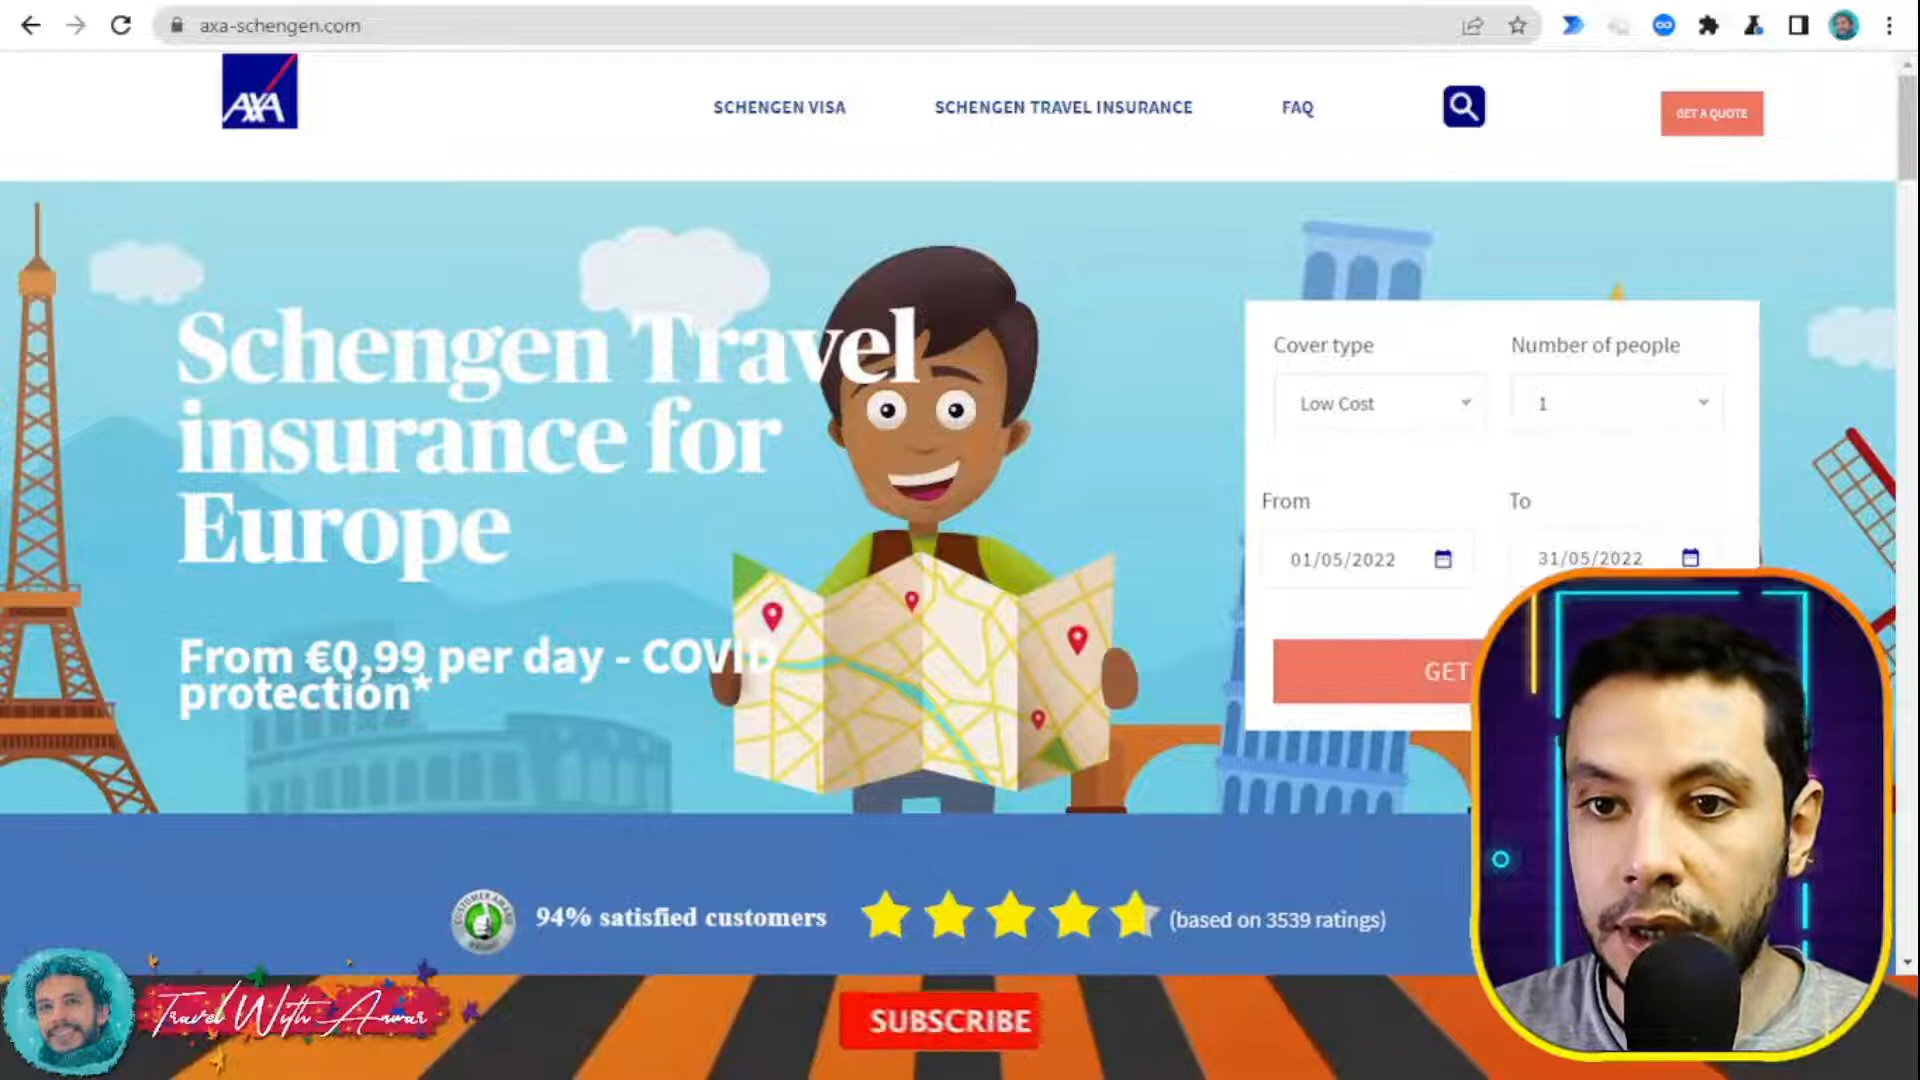 axa-schengen.com
AXA
SCHENGEN VISA
SCHENGEN TRAVEL INSURANCE
FAQ
GET A QUOTE
Schengen Travel
insurance for
Europe
From €0,99 per day - COVID
protection*
Cover type
Number of people
Low Cost
1
From
To
01/05/2022
31/05/2022
GET
CUSTOMER AWARD
94% satisfied customers
(based on 3539 ratings)
Travel With Anwar
SUBSCRIBE